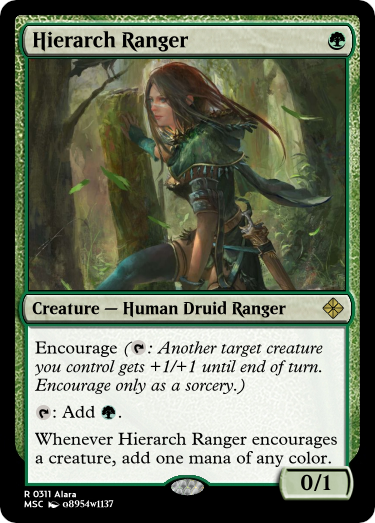 Hierarch Ranger
Creature — Human Druid Ranger
Encourage (: Another target creature
you control gets +1/+1 until end of turn.
Encourage only as a sorcery.)
: Add .
Whenever Hierarch Ranger encourages
a creature, add one mana of any color.
0/1
R 0311 Alara
MSC o8954w1137